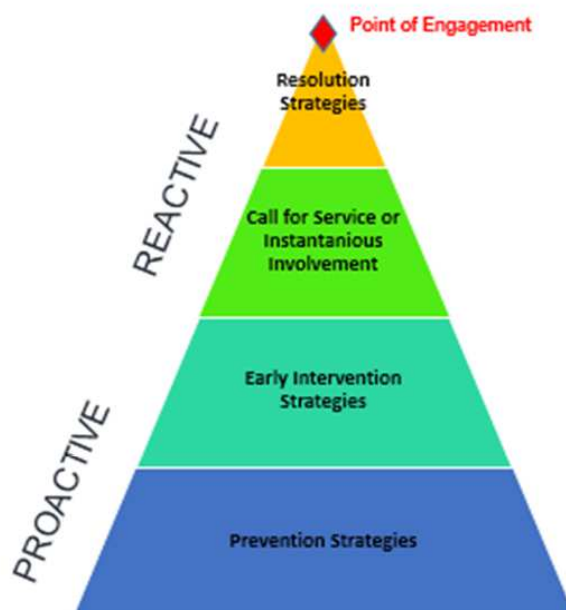 Point of Engagement
Resolution
Strategies
REACTIVE
Call for Service or
Instantanious
Involvement
Early Intervention
Strategies
PROACTIVE
Prevention Strategies